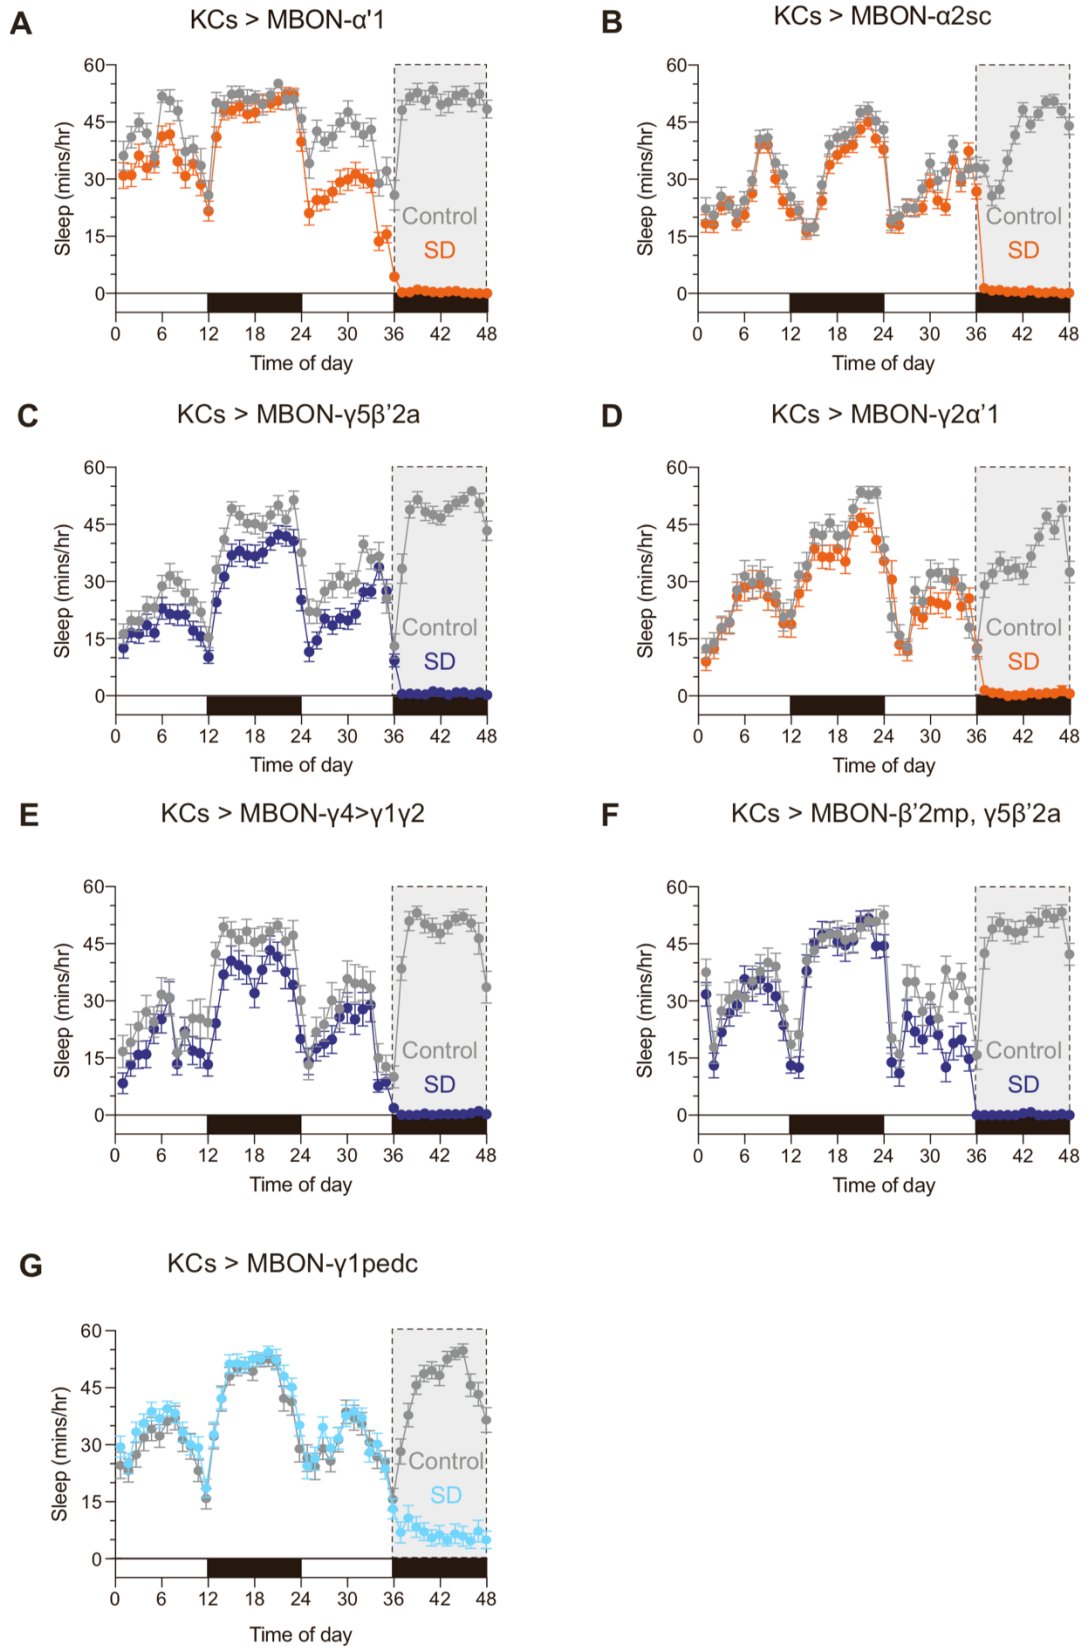 A
KCs > MBON-α'1
Sleep (mins/hr)
60
45
30
15
0
Control
SD
0 6 12 18 24 30 36 42 48
Time of day
B
KCs > MBON-α2sc
Sleep (mins/hr)
60
45
30
15
0
Control
SD
0 6 12 18 24 30 36 42 48
Time of day
C
KCs > MBON-γ5β’2a
Sleep (mins/hr)
60
45
30
15
0
Control
SD
0 6 12 18 24 30 36 42 48
Time of day
D
KCs > MBON-γ2α’1
Sleep (mins/hr)
60
45
30
15
0
Control
SD
0 6 12 18 24 30 36 42 48
Time of day
E
KCs > MBON-γ4>γ1γ2
Sleep (mins/hr)
60
45
30
15
0
Control
SD
0 6 12 18 24 30 36 42 48
Time of day
F
KCs > MBON-β’2mp, γ5β’2a
Sleep (mins/hr)
60
45
30
15
0
Control
SD
0 6 12 18 24 30 36 42 48
Time of day
G
KCs > MBON-γ1pedc
Sleep (mins/hr)
60
45
30
15
0
Control
SD
0 6 12 18 24 30 36 42 48
Time of day